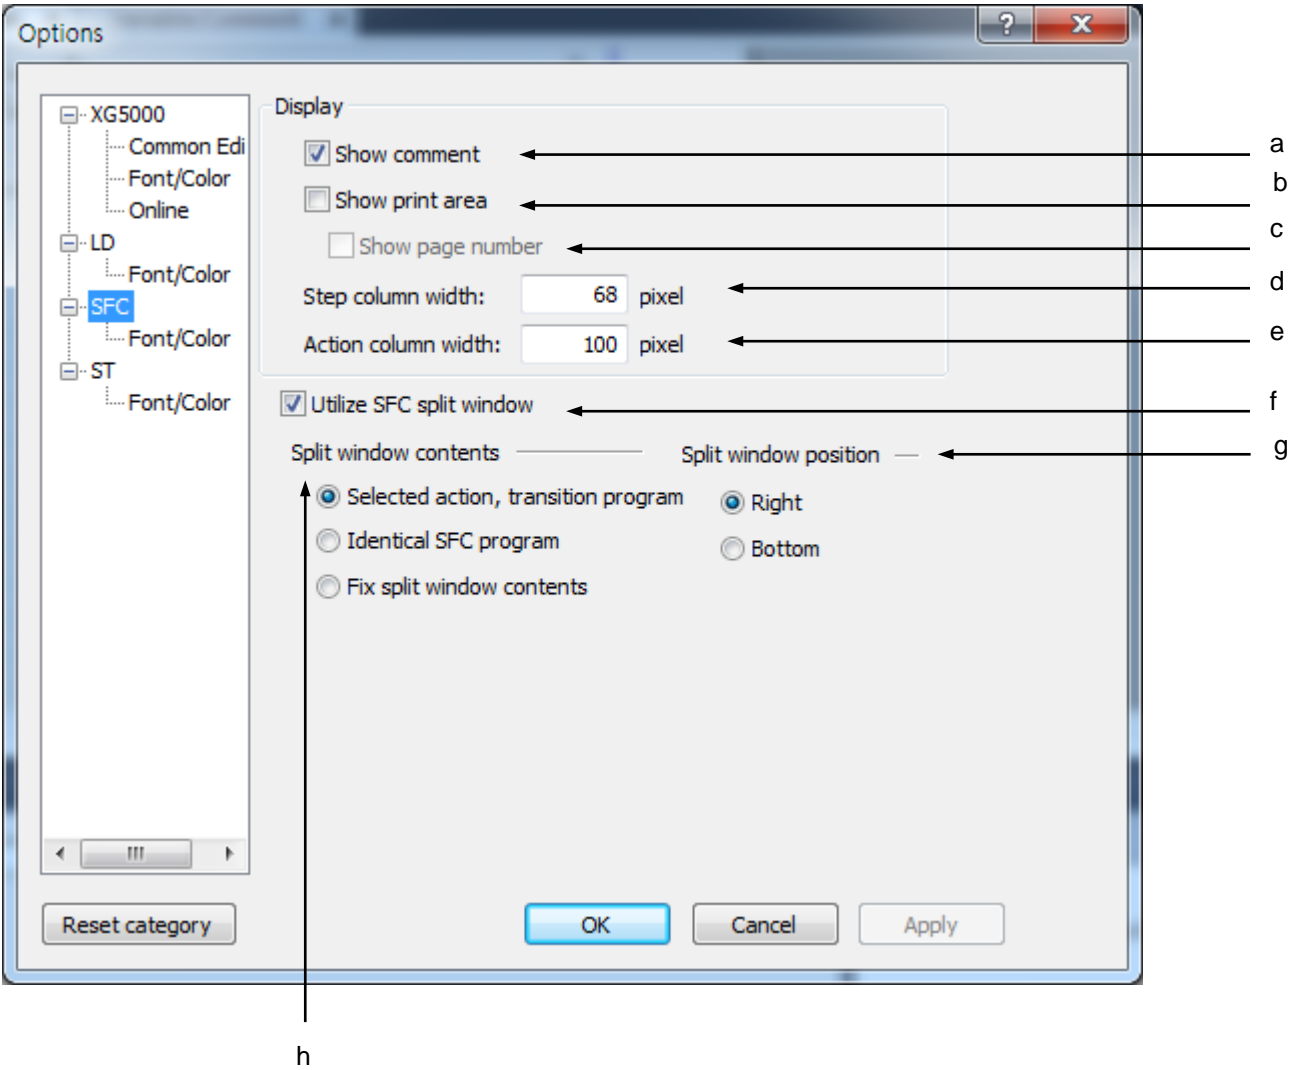 Options
?
X
XG5000
Common Edi
Font/Color
Online
LD
Font/Color
SFC
Font/Color
ST
Font/Color
Reset category
Display
Show comment
Show print area
Show page number
Step column width: 68 pixel
Action column width: 100 pixel
Utilize SFC split window
Split window contents
Selected action, transition program
Identical SFC program
Fix split window contents
Split window position
Right
Bottom
OK
Cancel
Apply
a
b
c
d
e
f
g
h